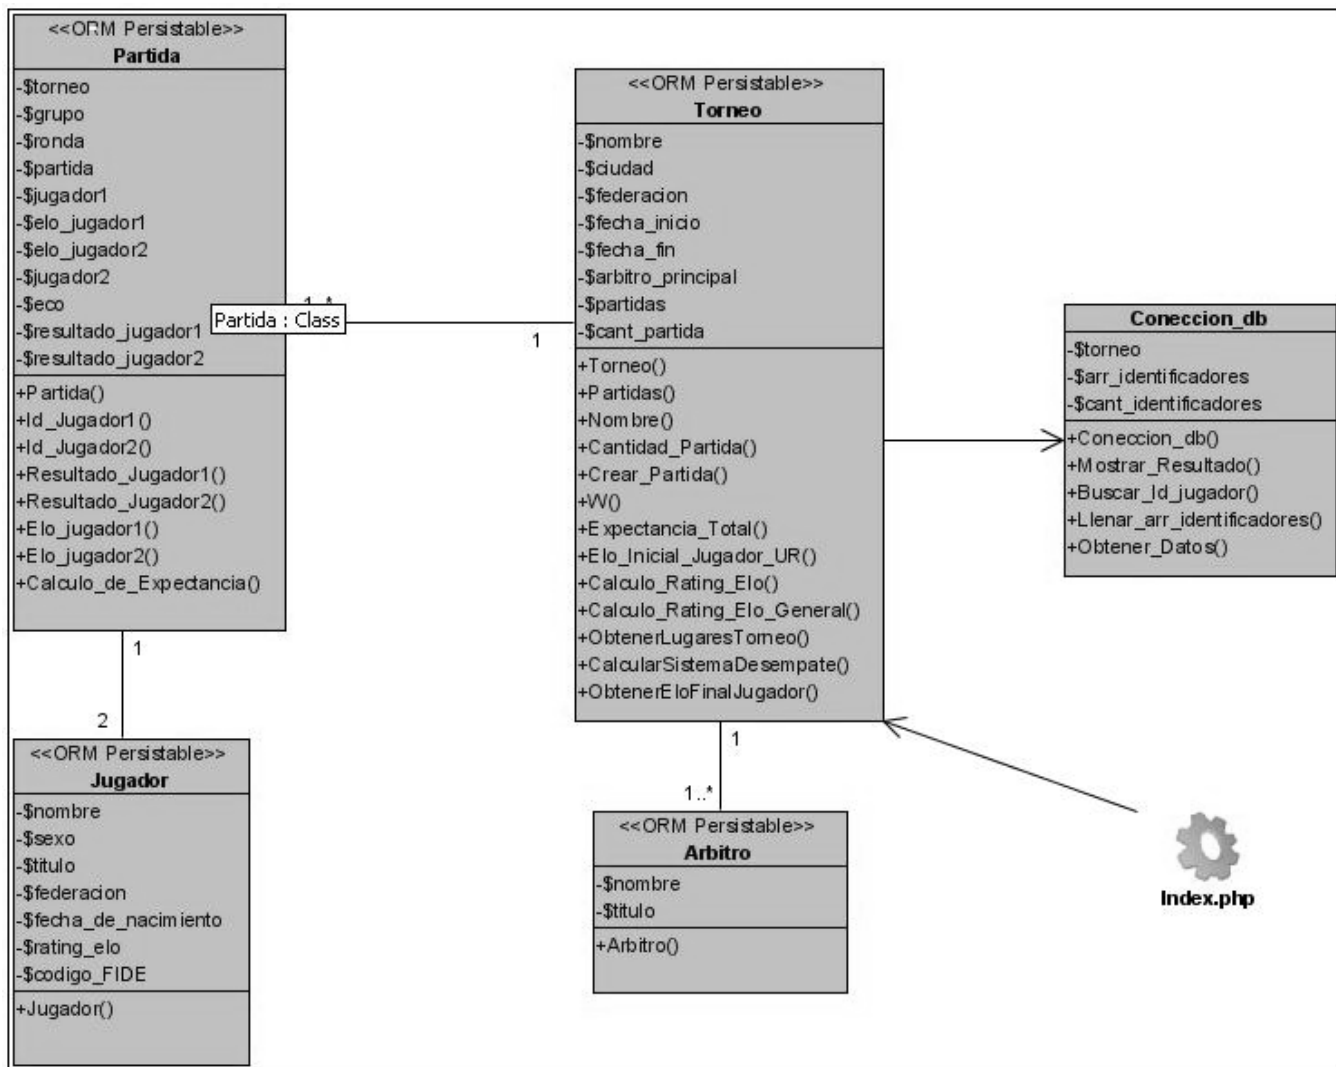 <<ORM Persistable>>
Partida
-$torneo
-$grupo
-$ronda
-$partida
-$jugador1
-$elo_jugador1
-$elo_jugador2
-$jugador2
-$eco
-$resultado_jugador1
-$resultado_jugador2
+Partida()
+Id_Jugador1()
+Id_Jugador2()
+Resultado_Jugador1()
+Resultado_Jugador2()
+Elo_jugador1()
+Elo_jugador2()
+Calculo_de_Expectancia()
1..*
Partida : Class
1
<<ORM Persistable>>
Torneo
-$nombre
-$ciudad
-$federacion
-$fecha_inicio
-$fecha_fin
-$arbitro_principal
-$partidas
-$cant_partida
+Torneo()
+Partidas()
+Nombre()
+Cantidad_Partida()
+Crear_Partida()
+W()
+Expectancia_Total()
+Elo_Inicial_Jugador_UR()
+Calculo_Rating_Elo()
+Calculo_Rating_Elo_General()
+ObtenerLugaresTorneo()
+CalcularSistemaDesempate()
+ObtenerEloFinalJugador()
Coneccion_db
-$torneo
-$arr_identificadores
-$cant_identificadores
+Coneccion_db()
+Mostrar_Resultado()
+Buscar_Id_jugador()
+Llenar_arr_identificadores()
+Obtener_Datos()
1
2
<<ORM Persistable>>
Jugador
-$nombre
-$sexo
-$titulo
-$federacion
-$fecha_de_nacimiento
-$rating_elo
-$codigo_FIDE
+Jugador()
1
1..*
<<ORM Persistable>>
Arbitro
-$nombre
-$titulo
+Arbitro()
Index.php